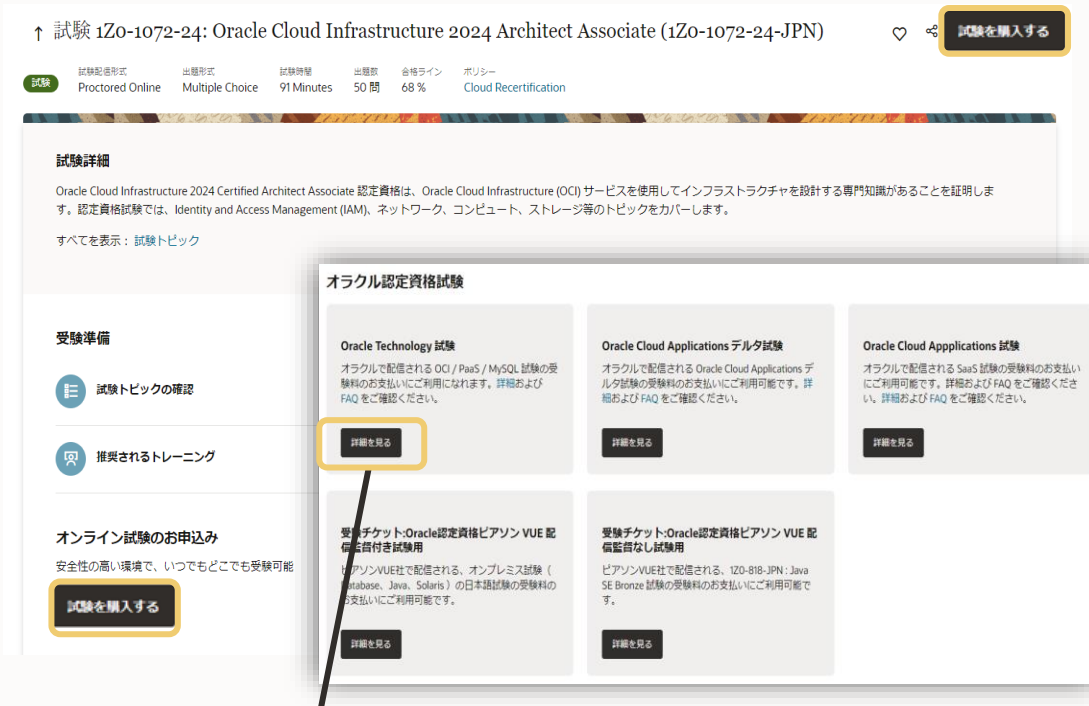 ↑ 試験 1Z0-1072-24: Oracle Cloud Infrastructure 2024 Architect Associate (1Z0-1072-24-JPN)
試験を購入する
試験
試験配信形式
Proctored Online
出題形式
Multiple Choice
試験時間
91 Minutes
出題数
50 問
合格ライン
68 %
ポリシー
Cloud Recertification
試験詳細
Oracle Cloud Infrastructure 2024 Certified Architect Associate 認定資格は、Oracle Cloud Infrastructure (OCI) サービスを使用してインフラストラクチャを設計する専門知識があることを証明しま
す。認定資格試験では、Identity and Access Management (IAM)、ネットワーク、コンピュート、ストレージ等のトピックをカバーします。
すべてを表示： 試験トピック
受験準備
試験トピックの確認
推奨されるトレーニング
オンライン試験のお申込み
安全性の高い環境で、いつでもどこでも受験可能
試験を購入する
オラクル認定資格試験
Oracle Technology 試験
オラクルで配信される OCI / PaaS / MySQL 試験の受
験料のお支払いにご利用になれます。詳細および
FAQ をご確認ください。
詳細を見る
Oracle Cloud Applications デルタ試験
オラクルで配信される Oracle Cloud Applications デ
ルタ試験の受験料のお支払いにご利用可能です。詳
細および FAQ をご確認ください。
詳細を見る
Oracle Cloud Appplications 試験
オラクルで配信される SaaS 試験の受験料のお支払い
にご利用可能です。詳細および FAQ をご確認くださ
い。詳細および FAQ をご確認ください。
詳細を見る
受験チケット:Oracle認定資格ピアソン VUE 配
信監督付き試験用
ピアソンVUE社で配信される、オンプレミス試験（
Database、Java、Solaris ）の日本語試験の受験料の
お支払いにご利用可能です。
詳細を見る
受験チケット:Oracle認定資格ピアソン VUE 配
信監督なし試験用
ピアソンVUE社で配信される、1Z0-818-JPN : Java
SE Bronze 試験の受験料のお支払いにご利用可能で
す。
詳細を見る